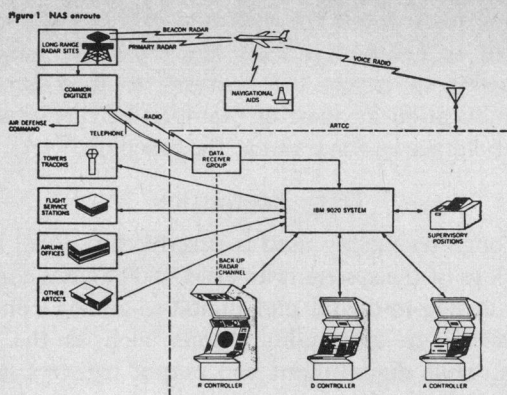 Figure 1 NAS enroute
BEACON RADAR
PRIMARY RADAR
LONG RANGE
RADAR SITES
VOICE RADIO
COMMON
DIGITIZER
NAVIGATIONAL
AIDS
AIR DEFENSE
COMMAND
RADIO
TELEPHONE
ARTCC
DATA
RECEIVER
GROUP
TOWERS
TRACONS
FLIGHT
SERVICE
STATIONS
IBM 9020 SYSTEM
SUPERVISORY
POSITIONS
AIRLINE
OFFICES
BACK-UP
RADAR
CHANNEL
OTHER
ARTCC'S
R CONTROLLER
D CONTROLLER
A CONTROLLER